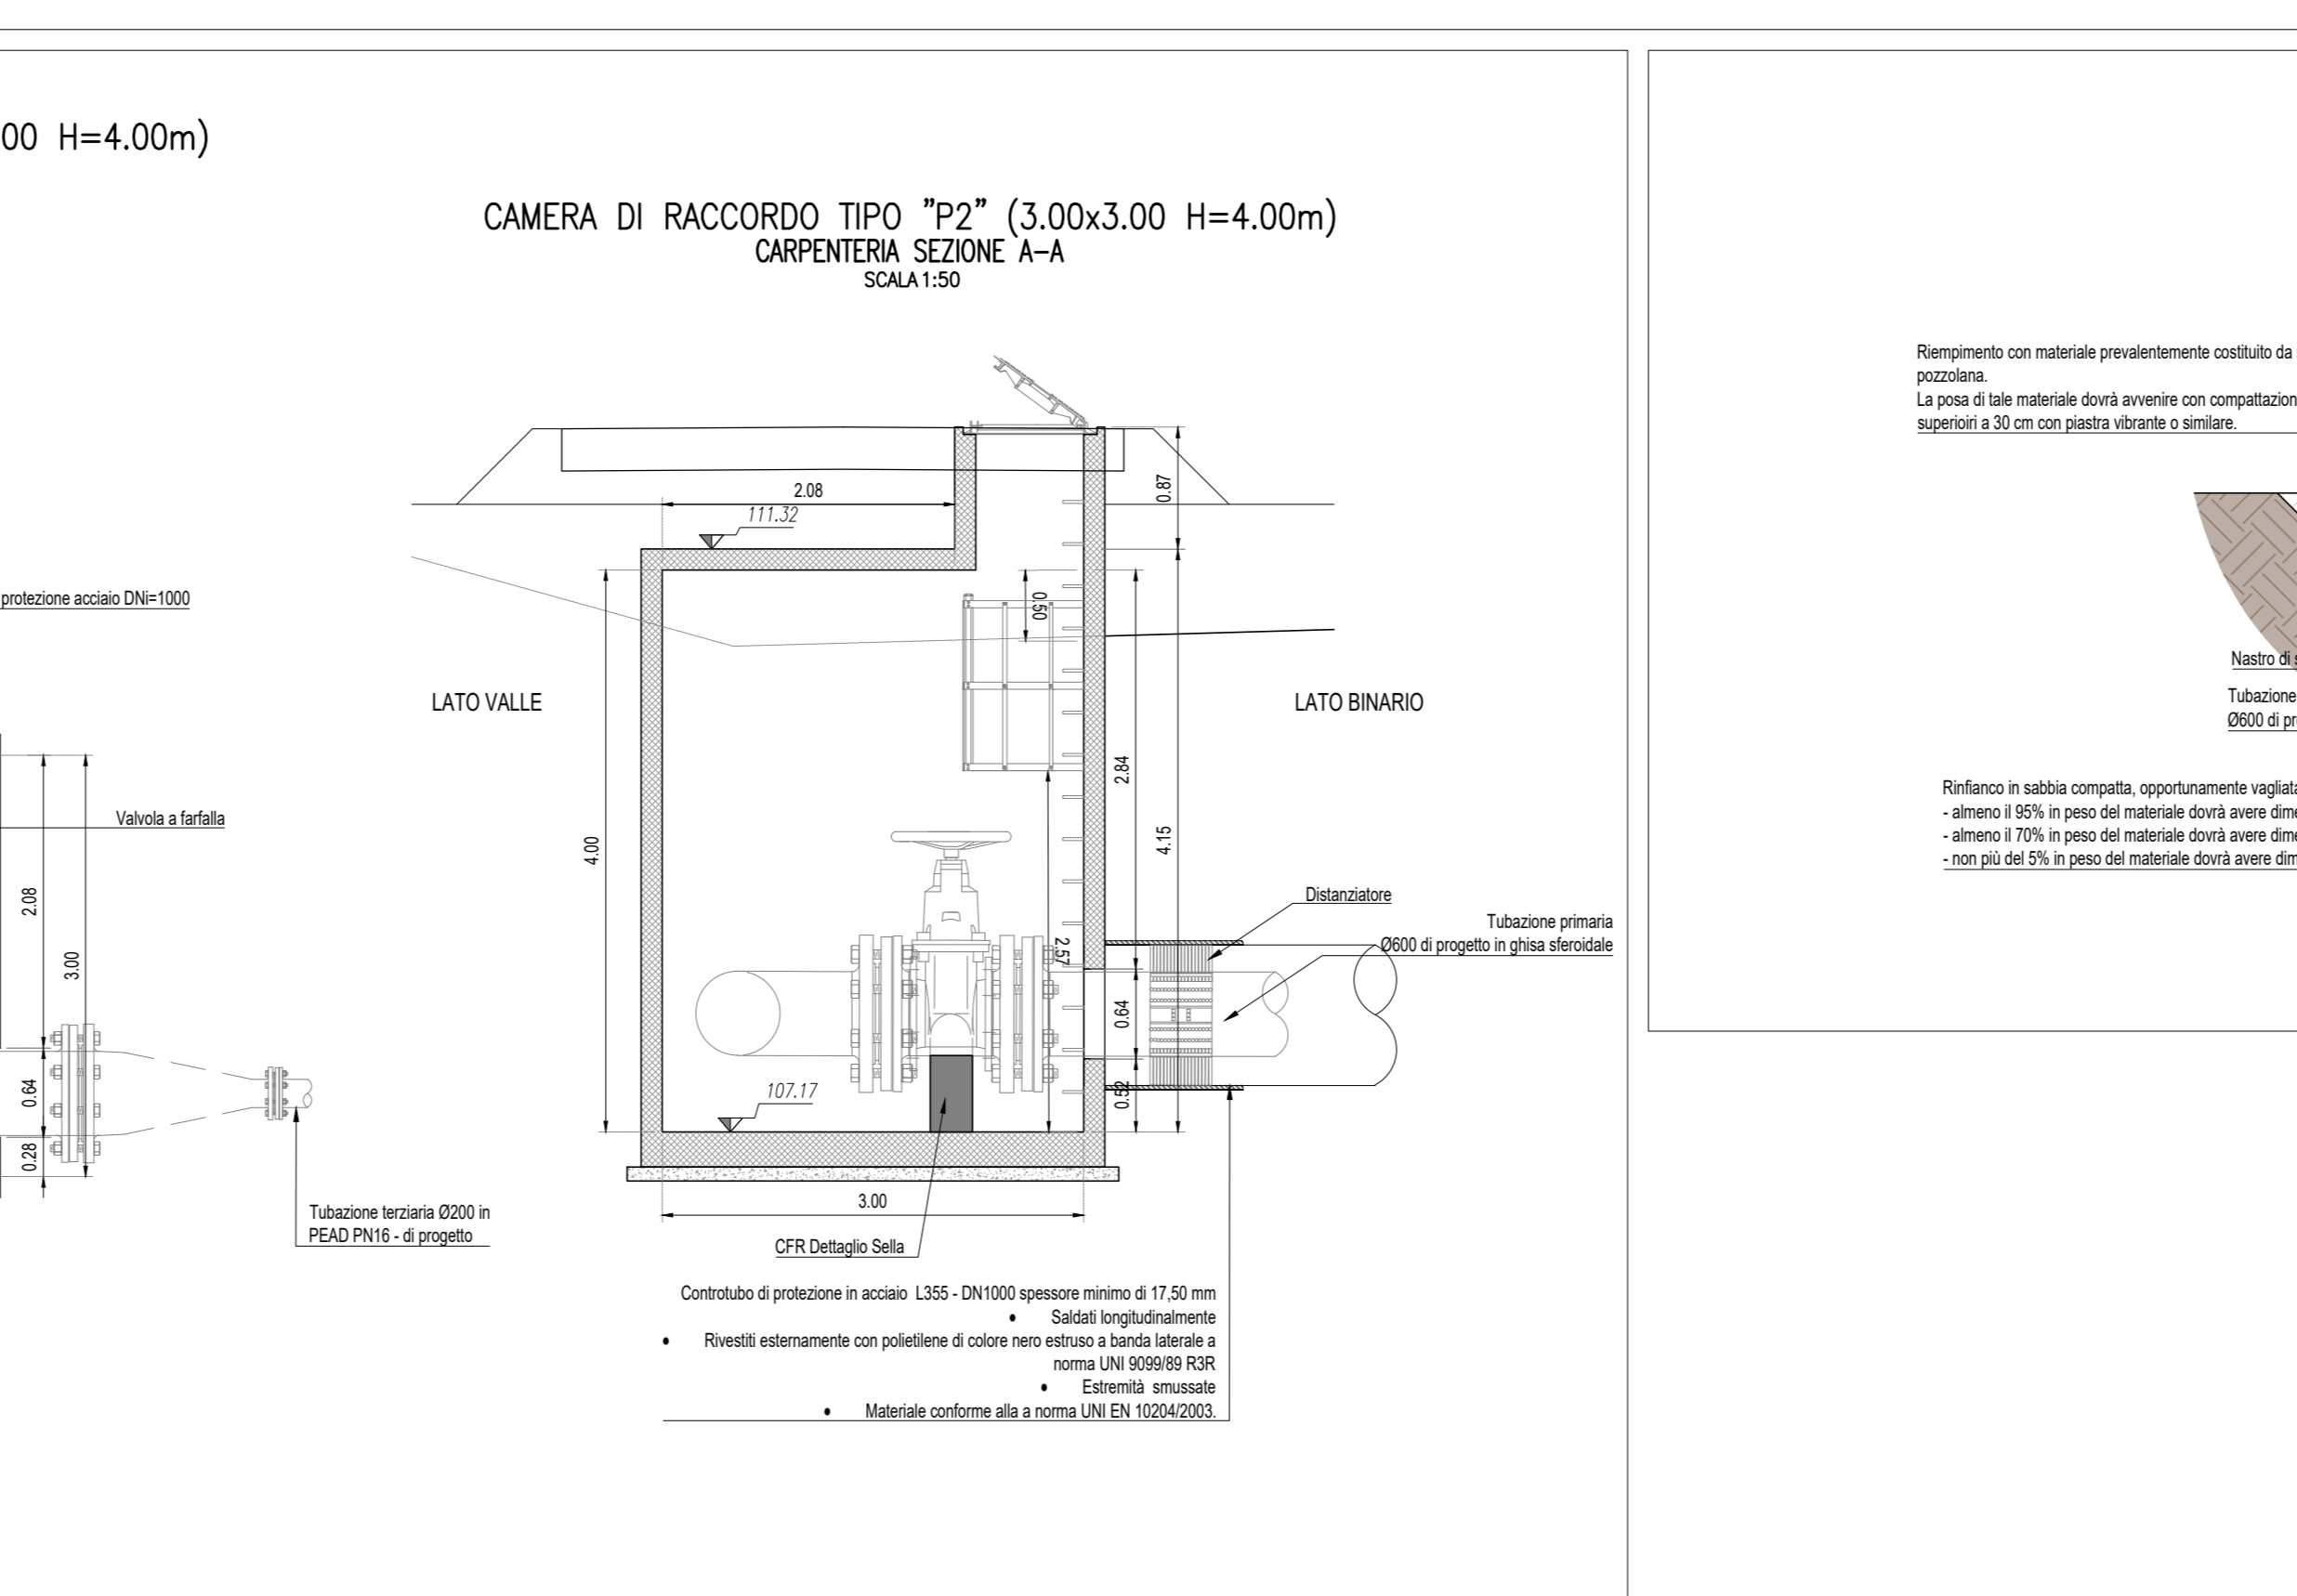 00 H=4.00m)
CAMERA DI RACCORDO TIPO "P2" (3.00x3.00 H=4.00m)
CARPENTERIA SEZIONE A-A
SCALA 1:50
protezione acciaio DNi=1000
Valvola a farfalla
2.08
3.00
0.64
0.28
Tubazione terziaria Ø200 in
PEAD PN16 - di progetto
2.08
111.32
0.87
0.50
LATO VALLE
LATO BINARIO
2.84
4.15
4.00
2.57
Distanziatore
Tubazione primaria
Ø600 di progetto in ghisa sferoidale
0.64
0.52
107.17
3.00
CFR Dettaglio Sella
Controtubo di protezione in acciaio L355 - DN1000 spessore minimo di 17,50 mm
• Saldati longitudinalmente
• Rivestiti esternamente con polietilene di colore nero estruso a banda laterale a
norma UNI 9099/89 R3R
• Estremità smussate
• Materiale conforme alla a norma UNI EN 10204/2003.
Riempimento con materiale prevalentemente costituito da
pozzolana.
La posa di tale materiale dovrà avvenire con compattazion
superioiri a 30 cm con piastra vibrante o similare.
Nastro di
Tubazione
Ø600 di pr
Rinfianco in sabbia compatta, opportunamente vagliata
- almeno il 95% in peso del materiale dovrà avere dime
- almeno il 70% in peso del materiale dovrà avere dime
- non più del 5% in peso del materiale dovrà avere dim